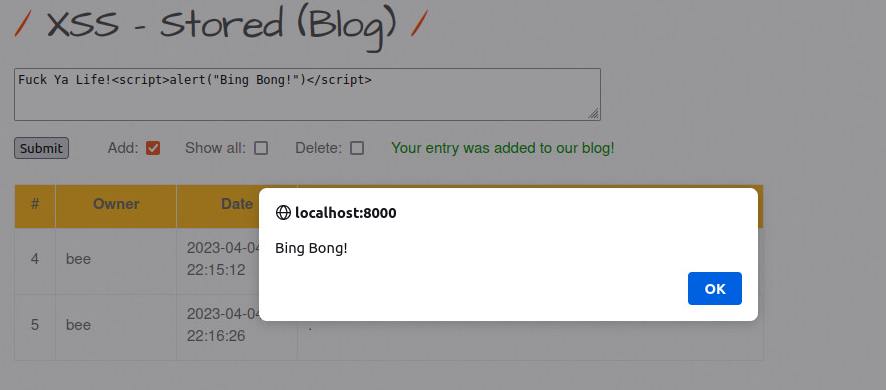 / XSS - Stored (Blog) /
Fuck Ya Life!<script>alert("Bing Bong!")</script>
Submit Add: Show all: Delete: Your entry was added to our blog!
# Owner Date
localhost:8000
Bing Bong!
OK
4 bee 2023-04-04
22:15:12
5 bee 2023-04-04
22:16:26 .